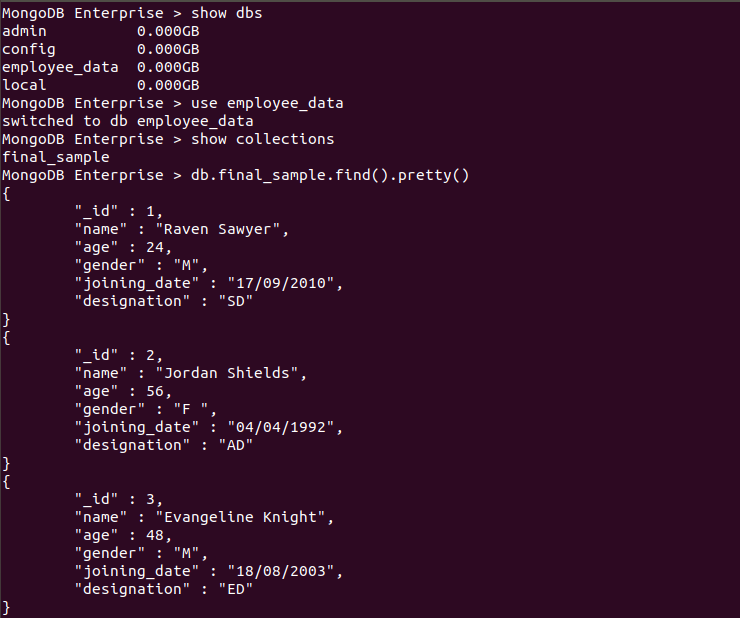 MongoDB Enterprise > show dbs
admin          0.000GB
config         0.000GB
employee_data  0.000GB
local          0.000GB
MongoDB Enterprise > use employee_data
switched to db employee_data
MongoDB Enterprise > show collections
final_sample
MongoDB Enterprise > db.final_sample.find().pretty()
{
        "_id" : 1,
        "name" : "Raven Sawyer",
        "age" : 24,
        "gender" : "M",
        "joining_date" : "17/09/2010",
        "designation" : "SD"
}
{
        "_id" : 2,
        "name" : "Jordan Shields",
        "age" : 56,
        "gender" : "F ",
        "joining_date" : "04/04/1992",
        "designation" : "AD"
}
{
        "_id" : 3,
        "name" : "Evangeline Knight",
        "age" : 48,
        "gender" : "M",
        "joining_date" : "18/08/2003",
        "designation" : "ED"
}